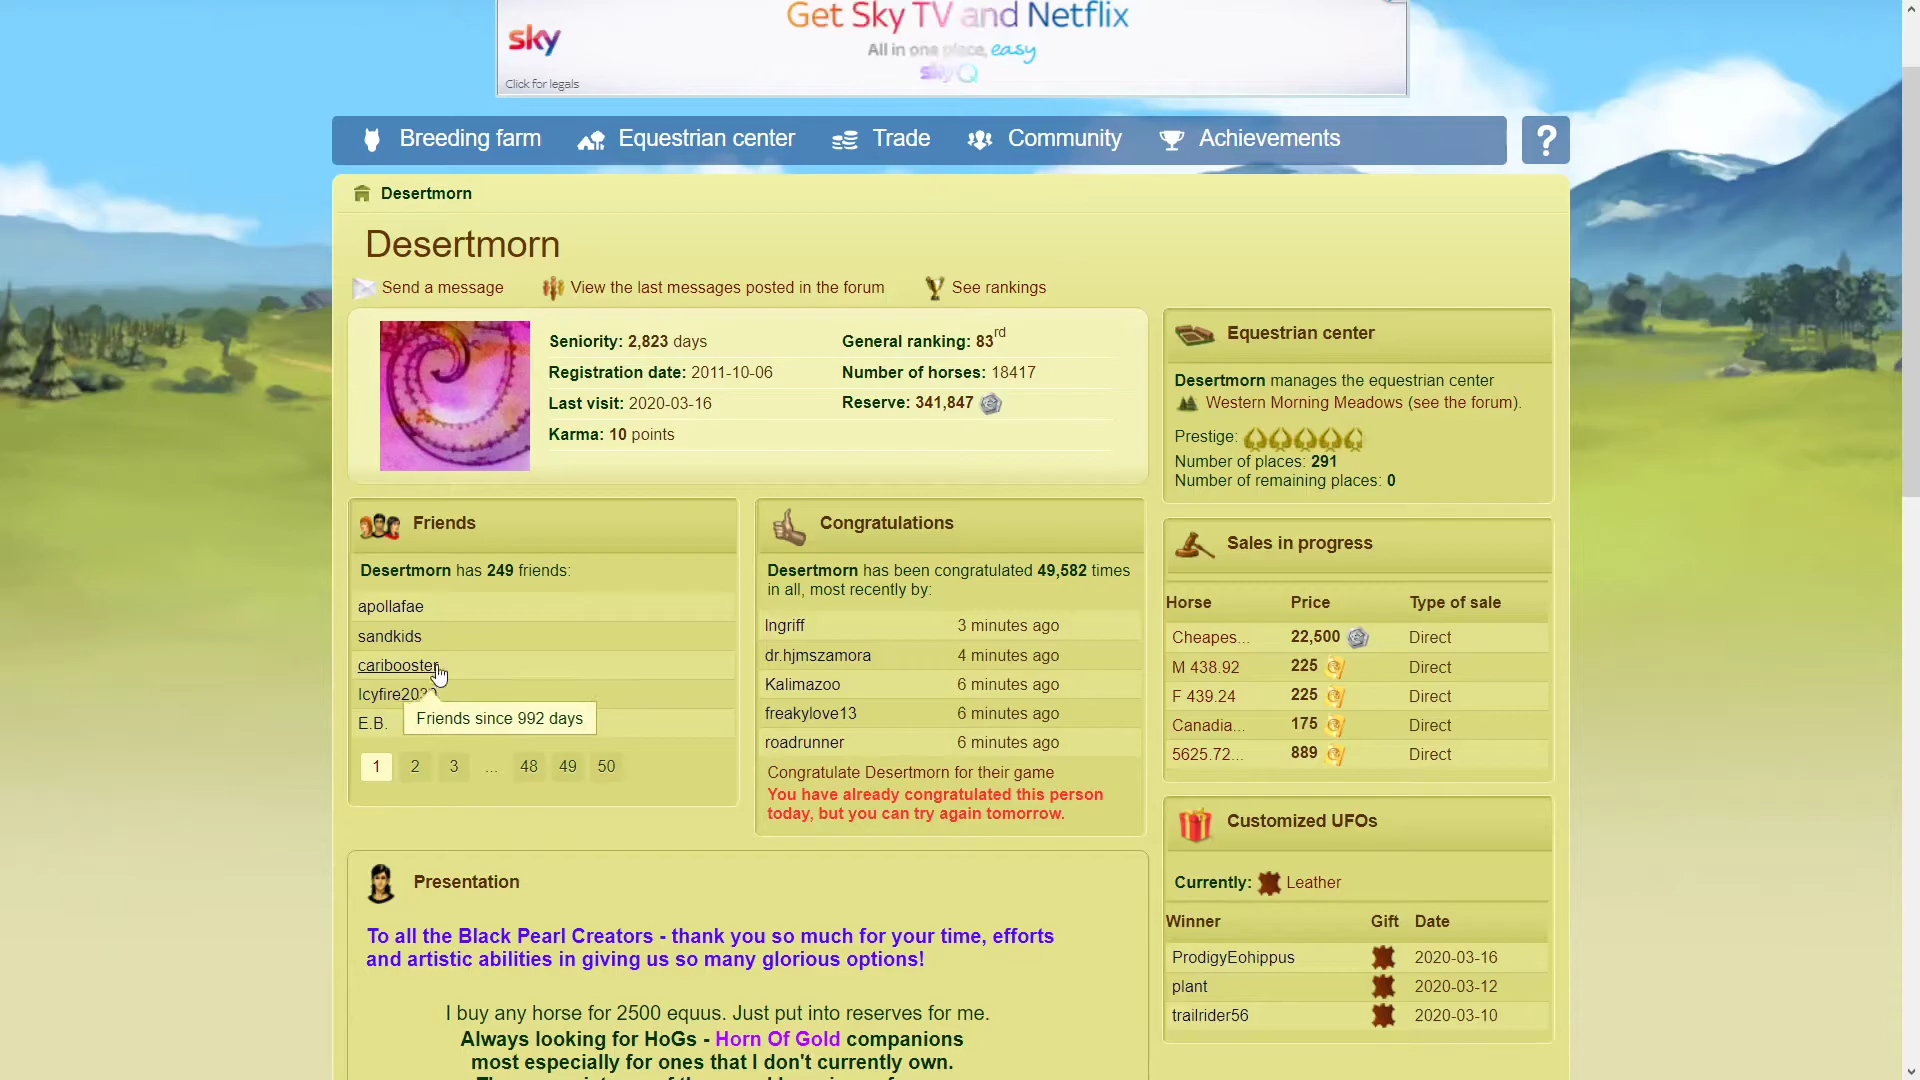 Get Sky TV and Netflix
sky
All in one place, easy
sky Q
Click for legals
Breeding farm
Equestrian center
Trade
Community
Achievements
?
Desertmorn
Desertmorn
Send a message
View the last messages posted in the forum
See rankings
Seniority: 2,823 days
Registration date: 2011-10-06
Last visit: 2020-03-16
Karma: 10 points
General ranking: 83rd
Number of horses: 18417
Reserve: 341,847
Equestrian center
Desertmorn manages the equestrian center
Western Morning Meadows (see the forum).
Prestige:
Number of places: 291
Number of remaining places: 0
Friends
Desertmorn has 249 friends:
apollafae
sandkids
caribooster
E.B.
Friends since 992 days
1 2 3 ... 48 49 50
Congratulations
Desertmorn has been congratulated 49,582 times
in all, most recently by:
Ingriff 3 minutes ago
dr.hjmszamora 4 minutes ago
Kalimazoo 6 minutes ago
freakylove13 6 minutes ago
roadrunner 6 minutes ago
Congratulate Desertmorn for their game
You have already congratulated this person
today, but you can try again tomorrow.
Sales in progress
Horse Price Type of sale
Cheapes... 22,500 Direct
M 438.92 225 Direct
F 439.24 225 Direct
Canadia... 175 Direct
5625.72... 889 Direct
Customized UFOs
Currently: Leather
Winner Gift Date
ProdigyEohippus 2020-03-16
plant 2020-03-12
trailrider56 2020-03-10
Presentation
To all the Black Pearl Creators - thank you so much for your time, efforts
and artistic abilities in giving us so many glorious options!
I buy any horse for 2500 equus. Just put into reserves for me.
Always looking for HoGs - Horn Of Gold companions
most especially for ones that I don't currently own.